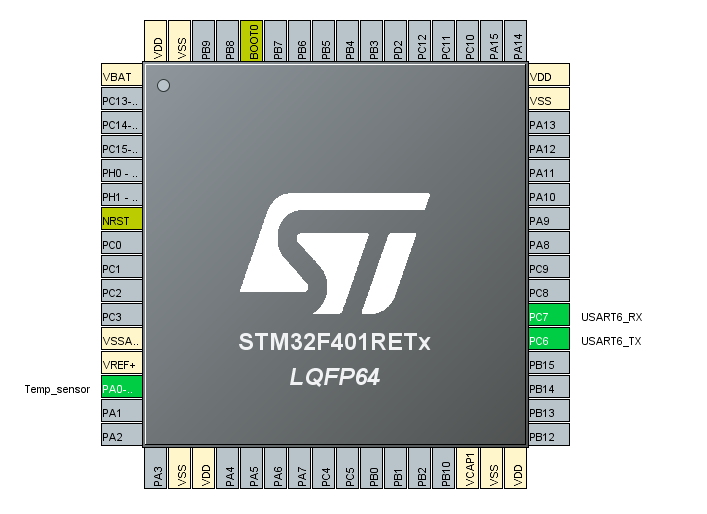 VDD
VSS
PB9
PB8
BOOT0
PB7
PB6
PB5
PB4
PB3
PD2
PC12
PC11
PC10
PA15
PA14
VBAT
PC13-..
PC14-..
PC15-..
PH0 - ..
PH1 - ..
NRST
PC0
PC1
PC2
PC3
VSSA..
VREF+
Temp_sensor PA0-..
PA1
PA2
STM32F401RETx
LQFP64
VDD
VSS
PA13
PA12
PA11
PA10
PA9
PA8
PC9
PC8
PC7 USART6_RX
PC6 USART6_TX
PB15
PB14
PB13
PB12
PA3
VSS
VDD
PA4
PA5
PA6
PA7
PC4
PC5
PB0
PB1
PB2
PB10
VCAP1
VSS
VDD